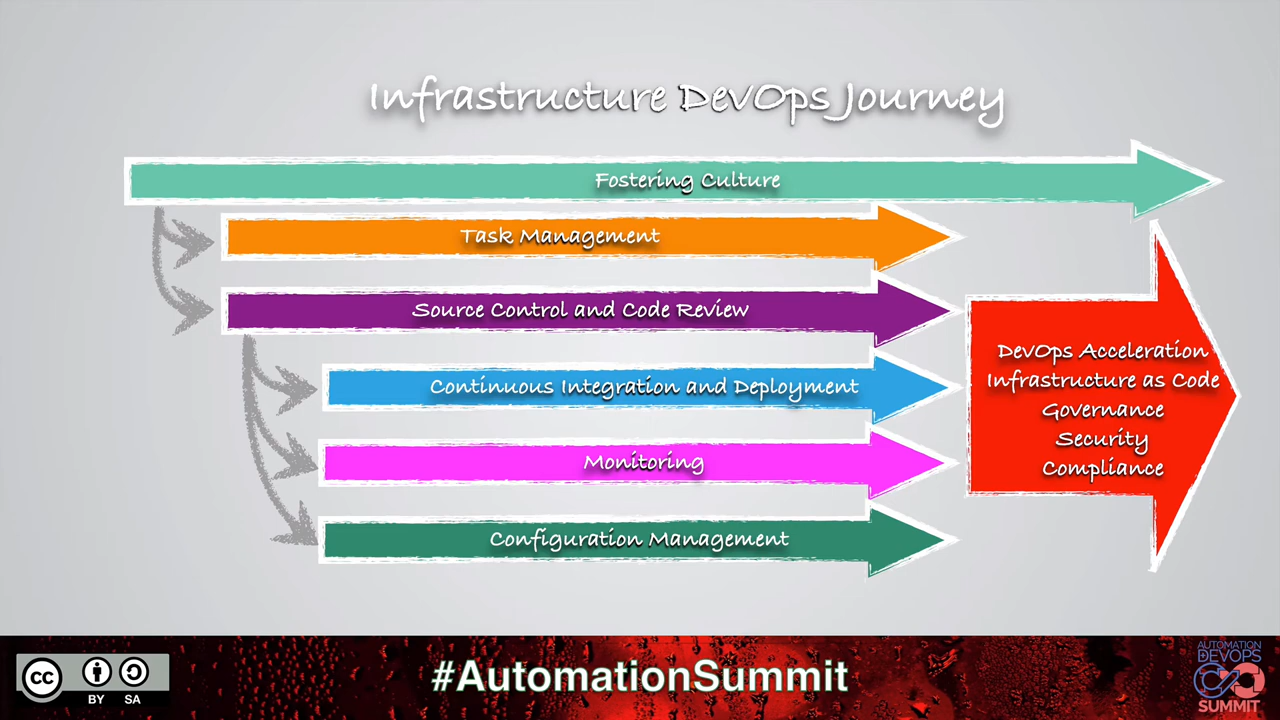 Infrastructure DevOps Journey
Fostering Culture
Task Management
Source Control and Code Review
Continuous Integration and Deployment
Monitoring
Configuration Management
DevOps Acceleration
Infrastructure as Code
Governance
Security
Compliance
cc
BY SA
#AutomationSummit
AUTOMATION
DEVOPS
SUMMIT